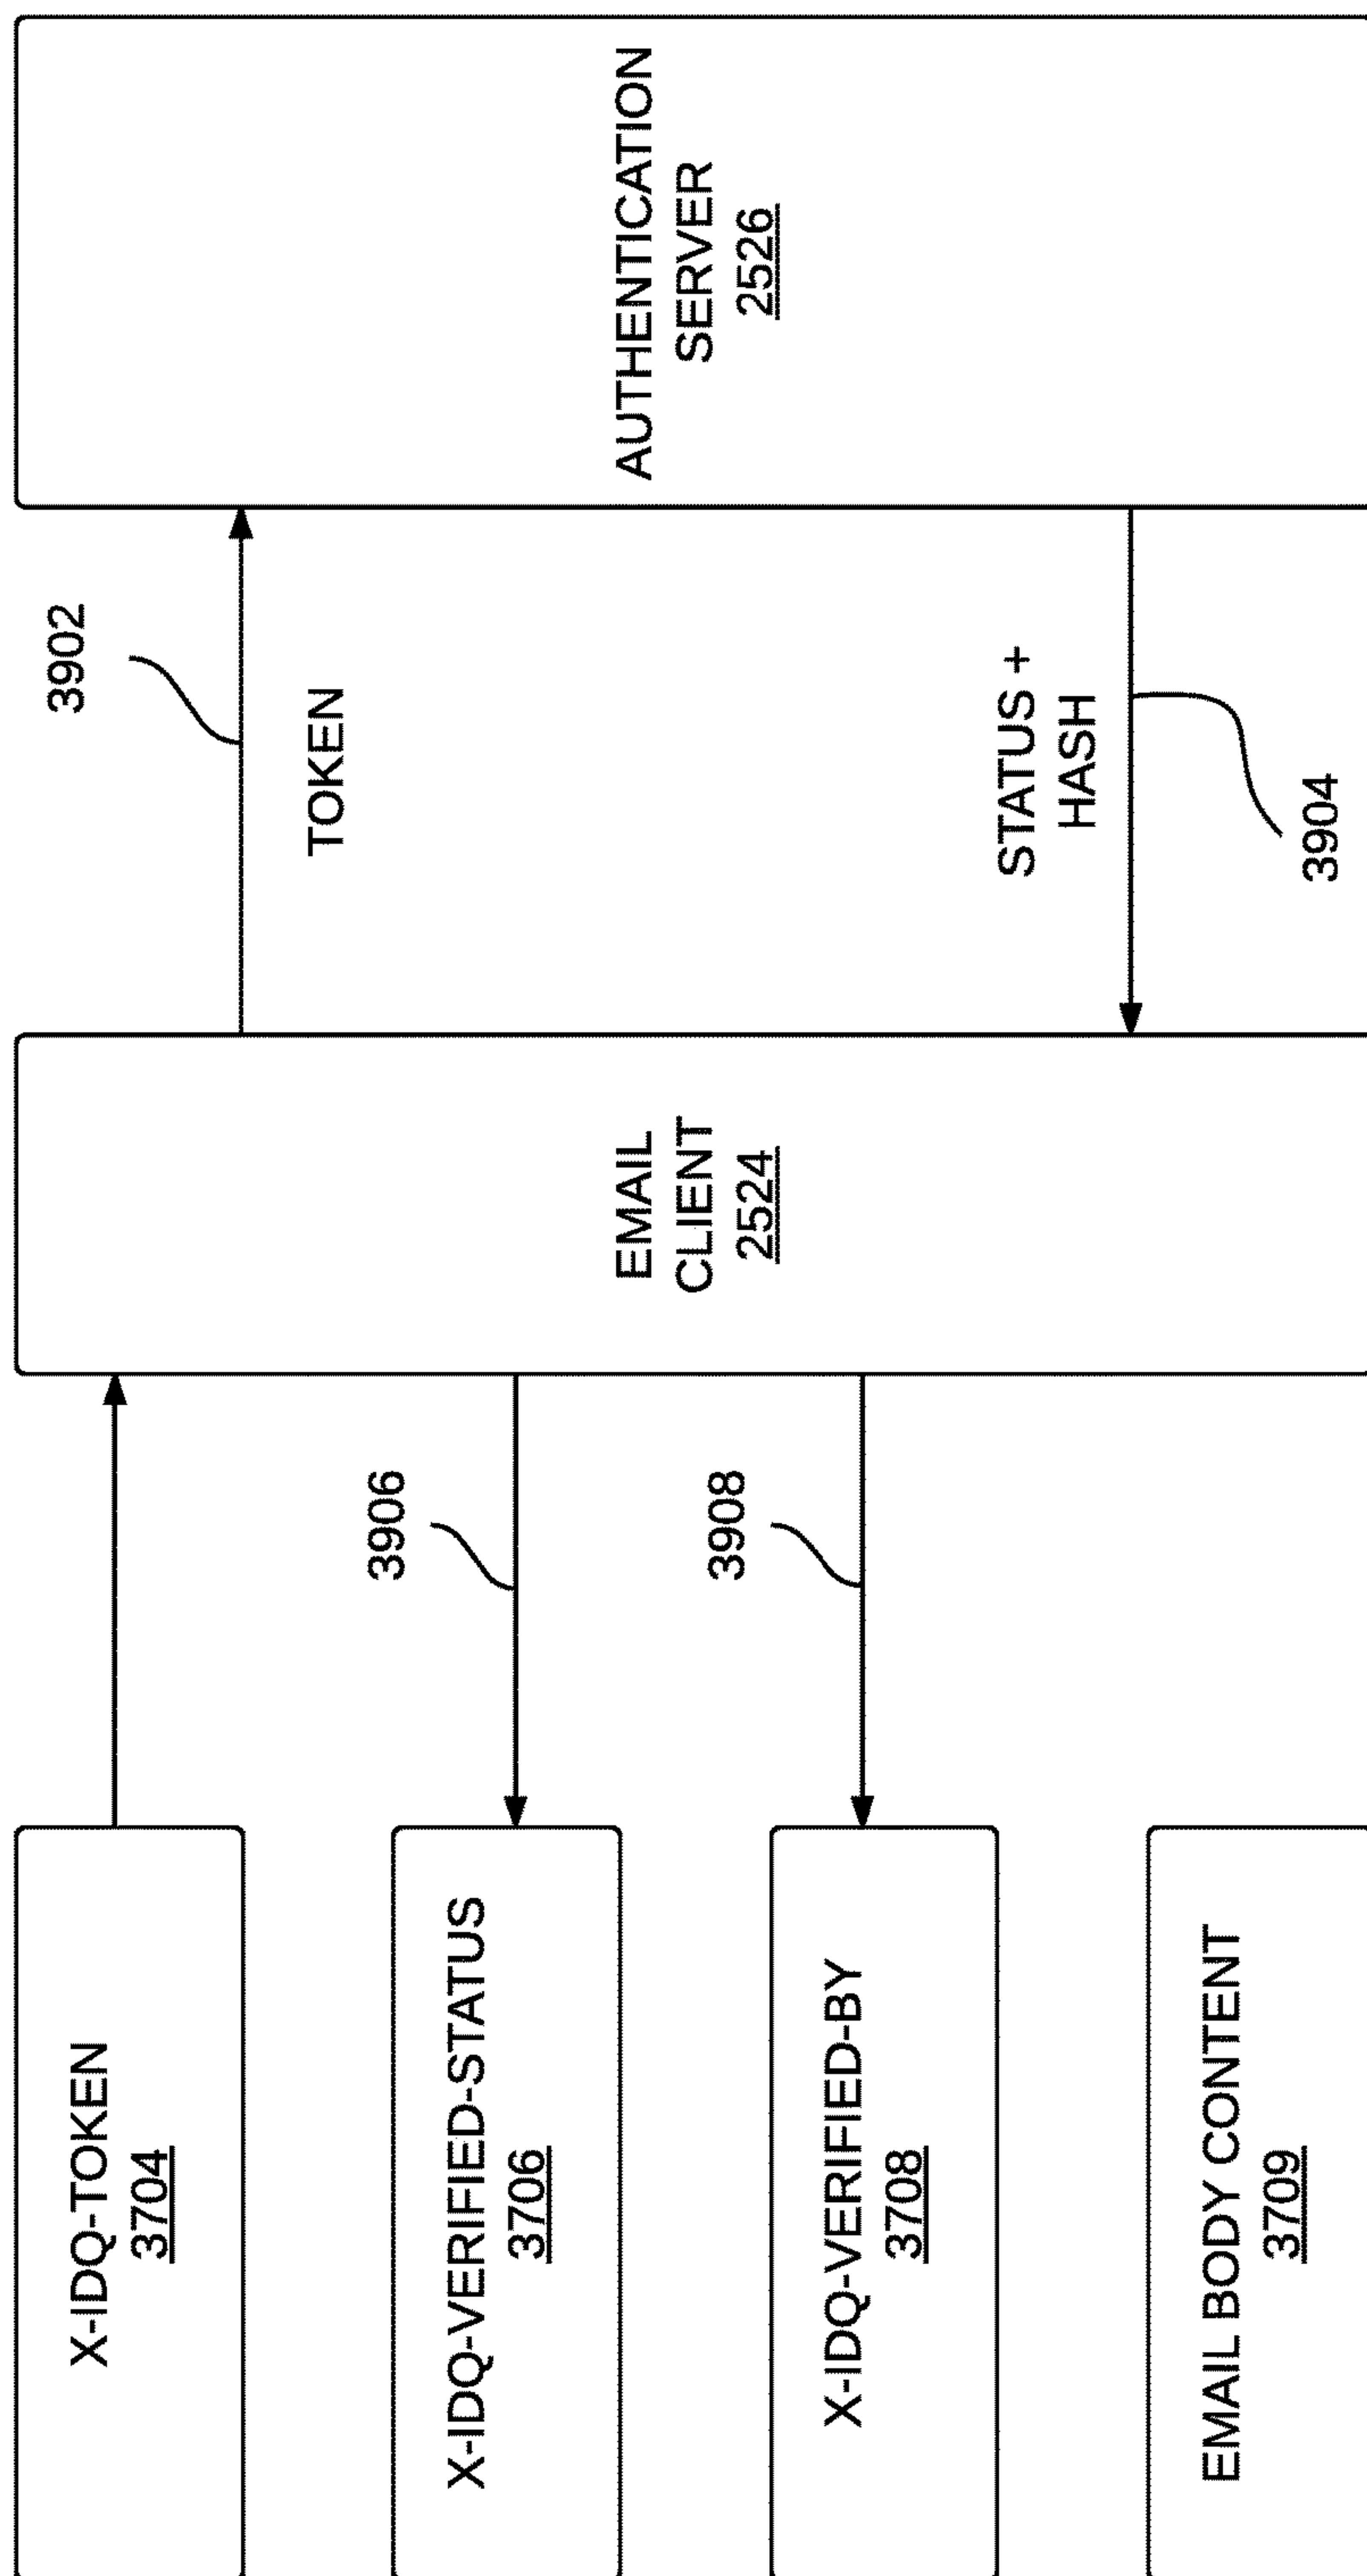 X-IDQ-TOKEN
3704
X-IDQ-VERIFIED-STATUS
3706
X-IDQ-VERIFIED-BY
3708
EMAIL BODY CONTENT
3709
3906
3908
EMAIL
CLIENT
2524
3902
TOKEN
STATUS +
HASH
3904
AUTHENTICATION
SERVER
2526